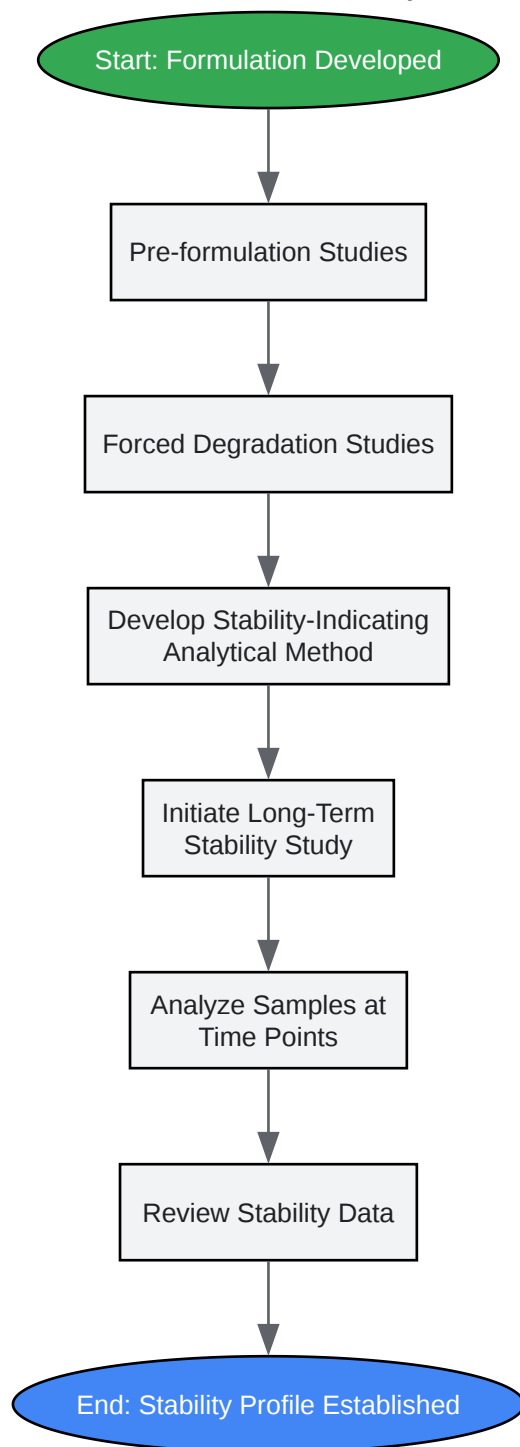 Start: Formulation Developed
Pre-formulation Studies
Forced Degradation Studies
Develop Stability-Indicating
Analytical Method
Initiate Long-Term
Stability Study
Analyze Samples at
Time Points
Review Stability Data
End: Stability Profile Established